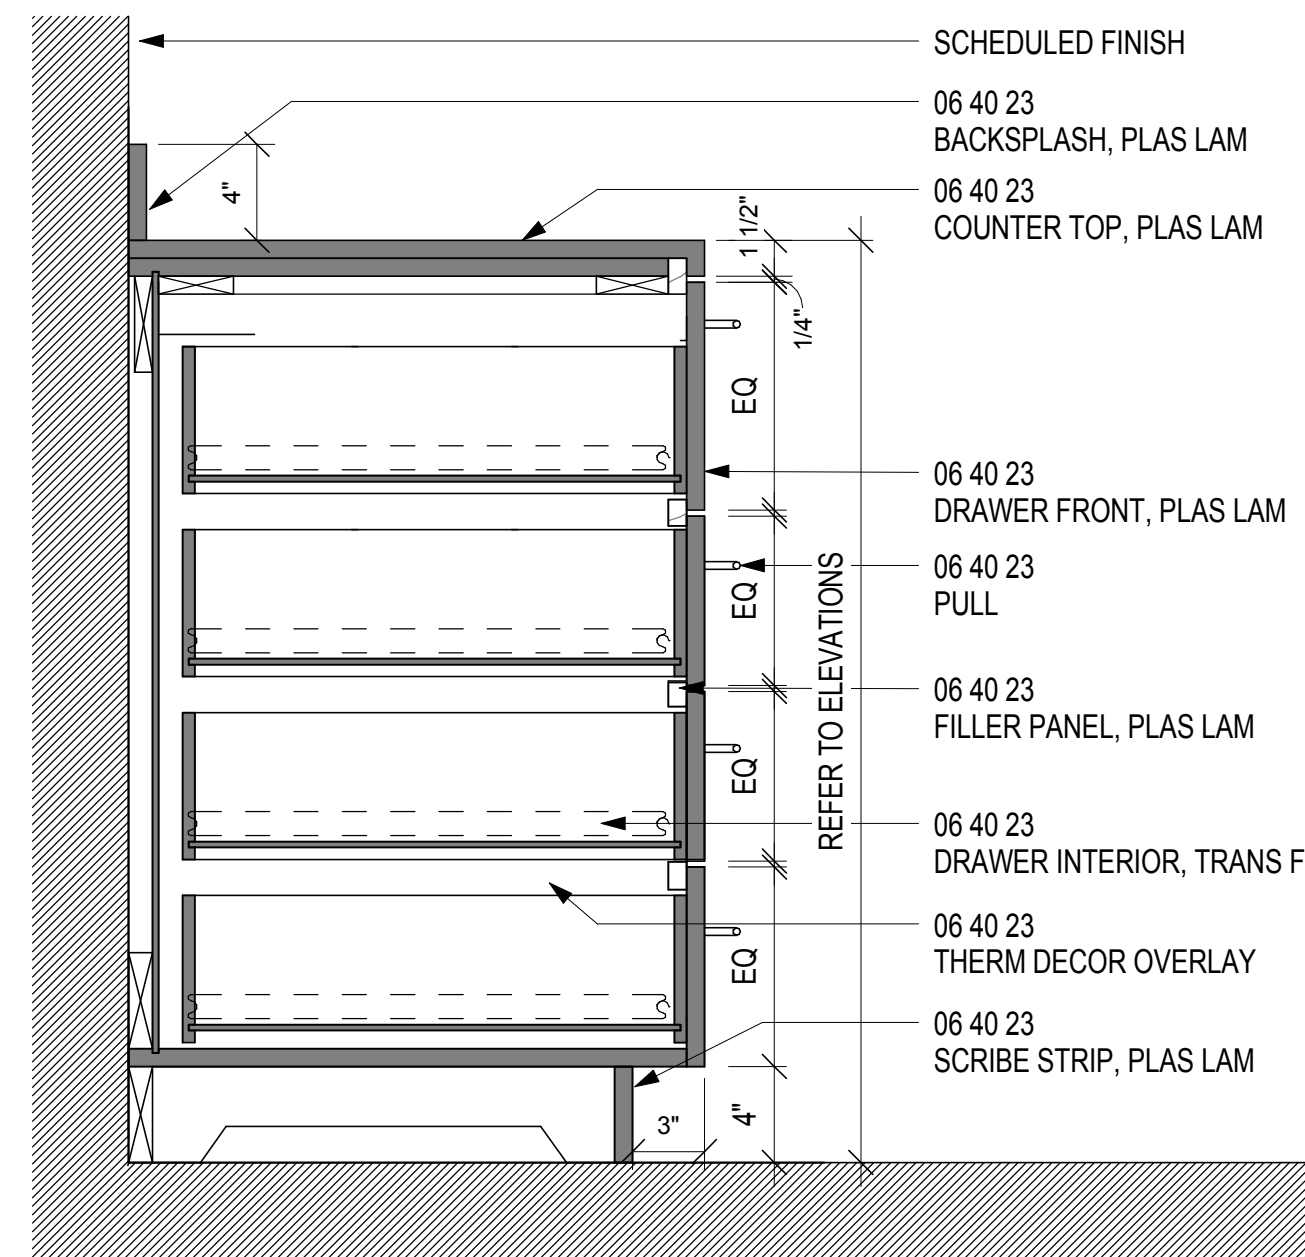 SCHEDULED FINISH
06 40 23
BACKSPLASH, PLAS LAM
06 40 23
COUNTER TOP, PLAS LAM
4"
1 1/2"
1/4"
EQ
06 40 23
DRAWER FRONT, PLAS LAM
06 40 23
PULL
EQ
REFER TO ELEVATIONS
06 40 23
FILLER PANEL, PLAS LAM
EQ
06 40 23
DRAWER INTERIOR, TRANS F
06 40 23
THERM DECOR OVERLAY
EQ
06 40 23
SCRIBE STRIP, PLAS LAM
3"
4"